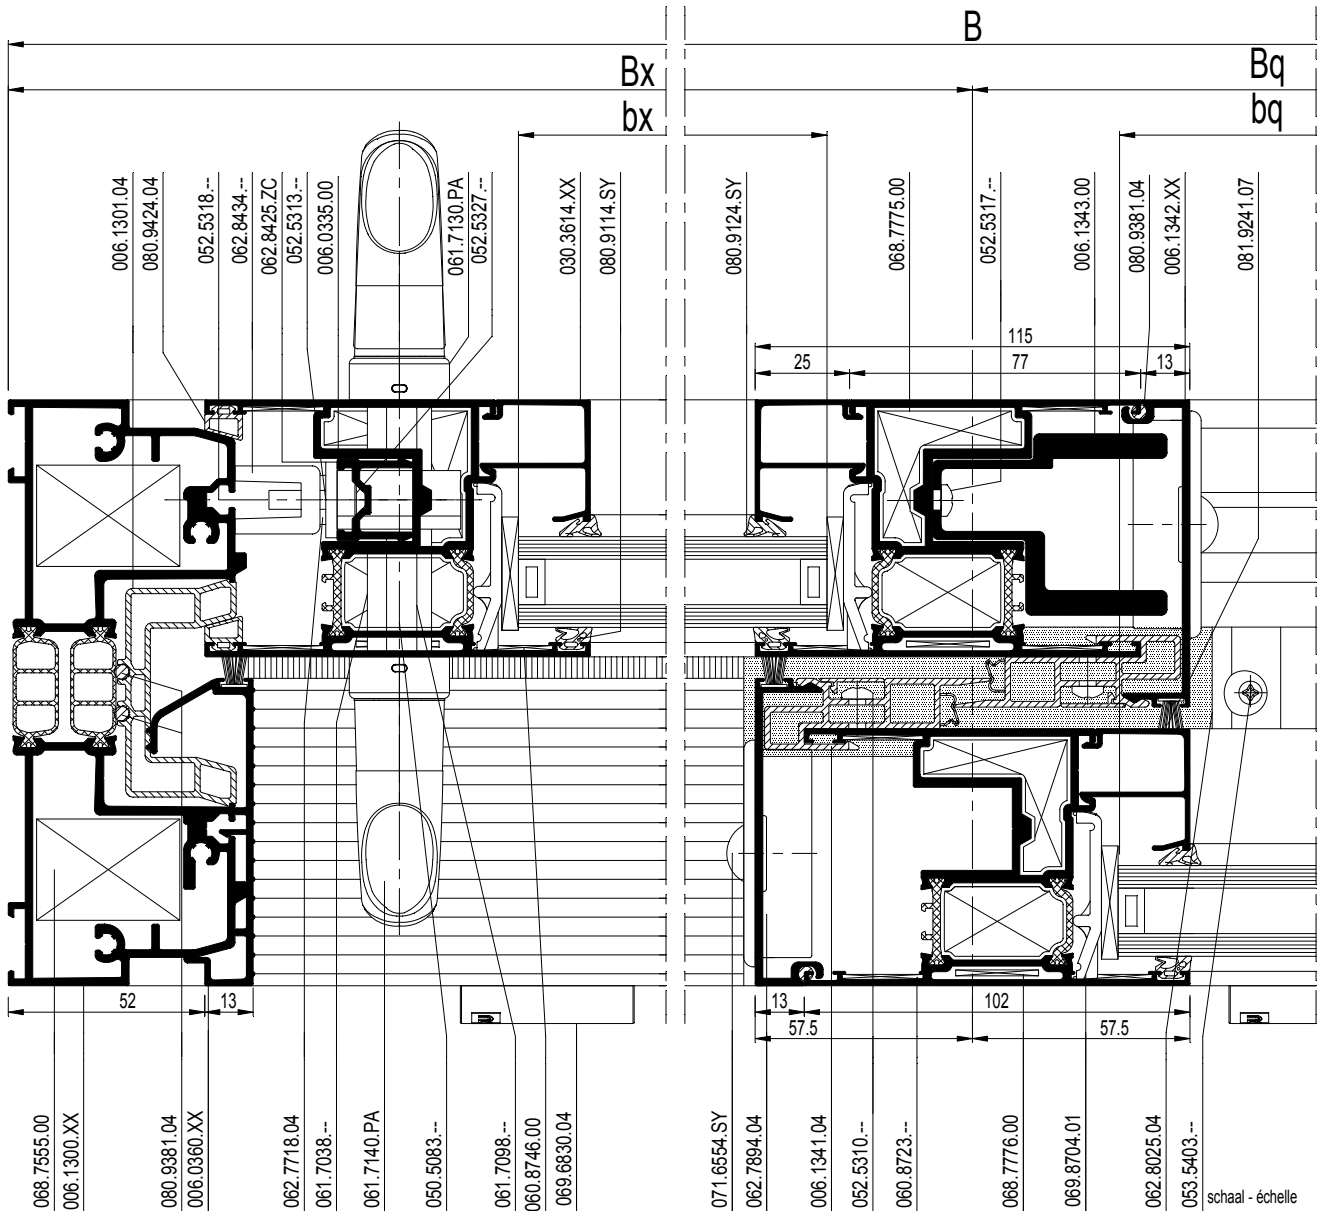 B
Bx
Bq
bx
bq
006.1301.04
080.9424.04
052.5318.--
062.8434.--
062.8425.ZC
052.5313.--
006.0335.00
061.7130.PA
052.5327.--
030.3614.XX
080.9114.SY
080.9124.SY
068.7775.00
052.5317.--
006.1343.00
080.9381.04
006.1342.XX
081.9241.07
115
25
77
13
52
13
13
102
57.5
57.5
068.7555.00
006.1300.XX
080.9381.04
006.0360.XX
062.7718.04
061.7038.--
061.7140.PA
050.5083.--
061.7098.--
060.8746.00
069.6830.04
071.6554.SY
062.7894.04
006.1341.04
052.5310.--
060.8723.--
068.7776.00
069.8704.01
062.8025.04
053.5403.--
schaal - échelle